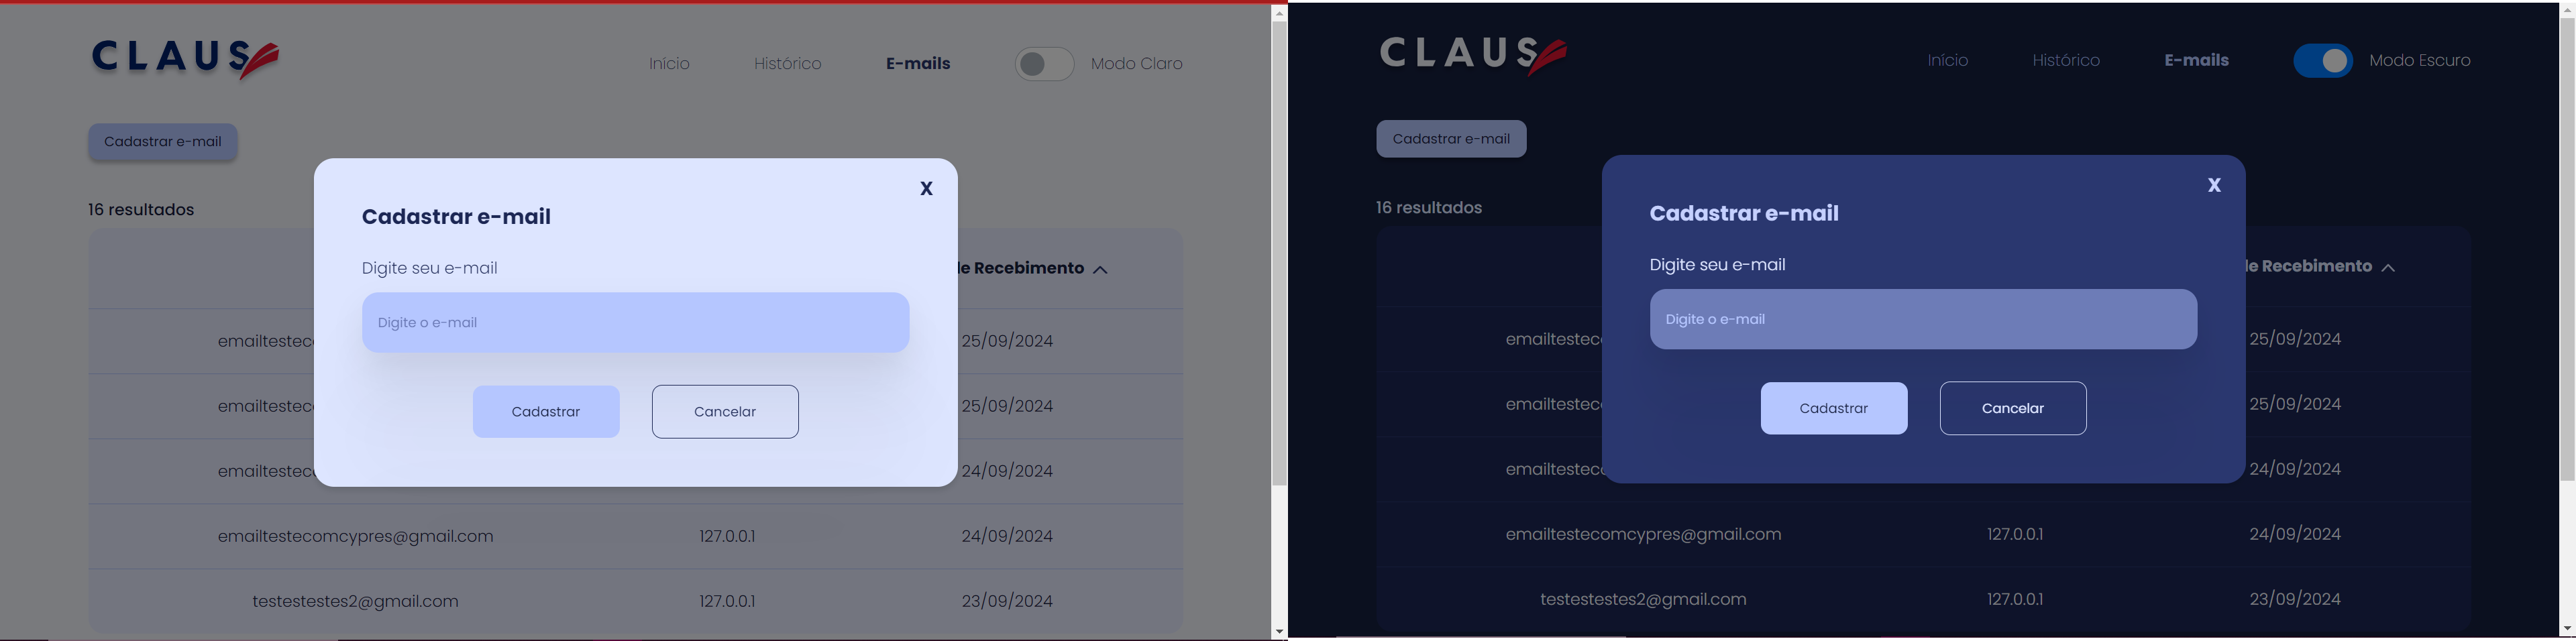 CLAUS
Início Histórico E-mails Modo Claro
Cadastrar e-mail
X
Cadastrar e-mail
16 resultados
Digite seu e-mail
le Recebimento
Digite o e-mail
emailtestec 25/09/2024
emailtestec 25/09/2024
Cadastrar Cancelar
emailtestec 24/09/2024
emailtestecomcypres@gmail.com 127.0.0.1 24/09/2024
testestestes2@gmail.com 127.0.0.1 23/09/2024
CLAUS
Início Histórico E-mails Modo Escuro
Cadastrar e-mail
X
Cadastrar e-mail
16 resultados
Digite seu e-mail
le Recebimento
Digite o e-mail
emailtestec 25/09/2024
emailtestec 25/09/2024
Cadastrar Cancelar
emailtestec 24/09/2024
emailtestecomcypres@gmail.com 127.0.0.1 24/09/2024
testestestes2@gmail.com 127.0.0.1 23/09/2024